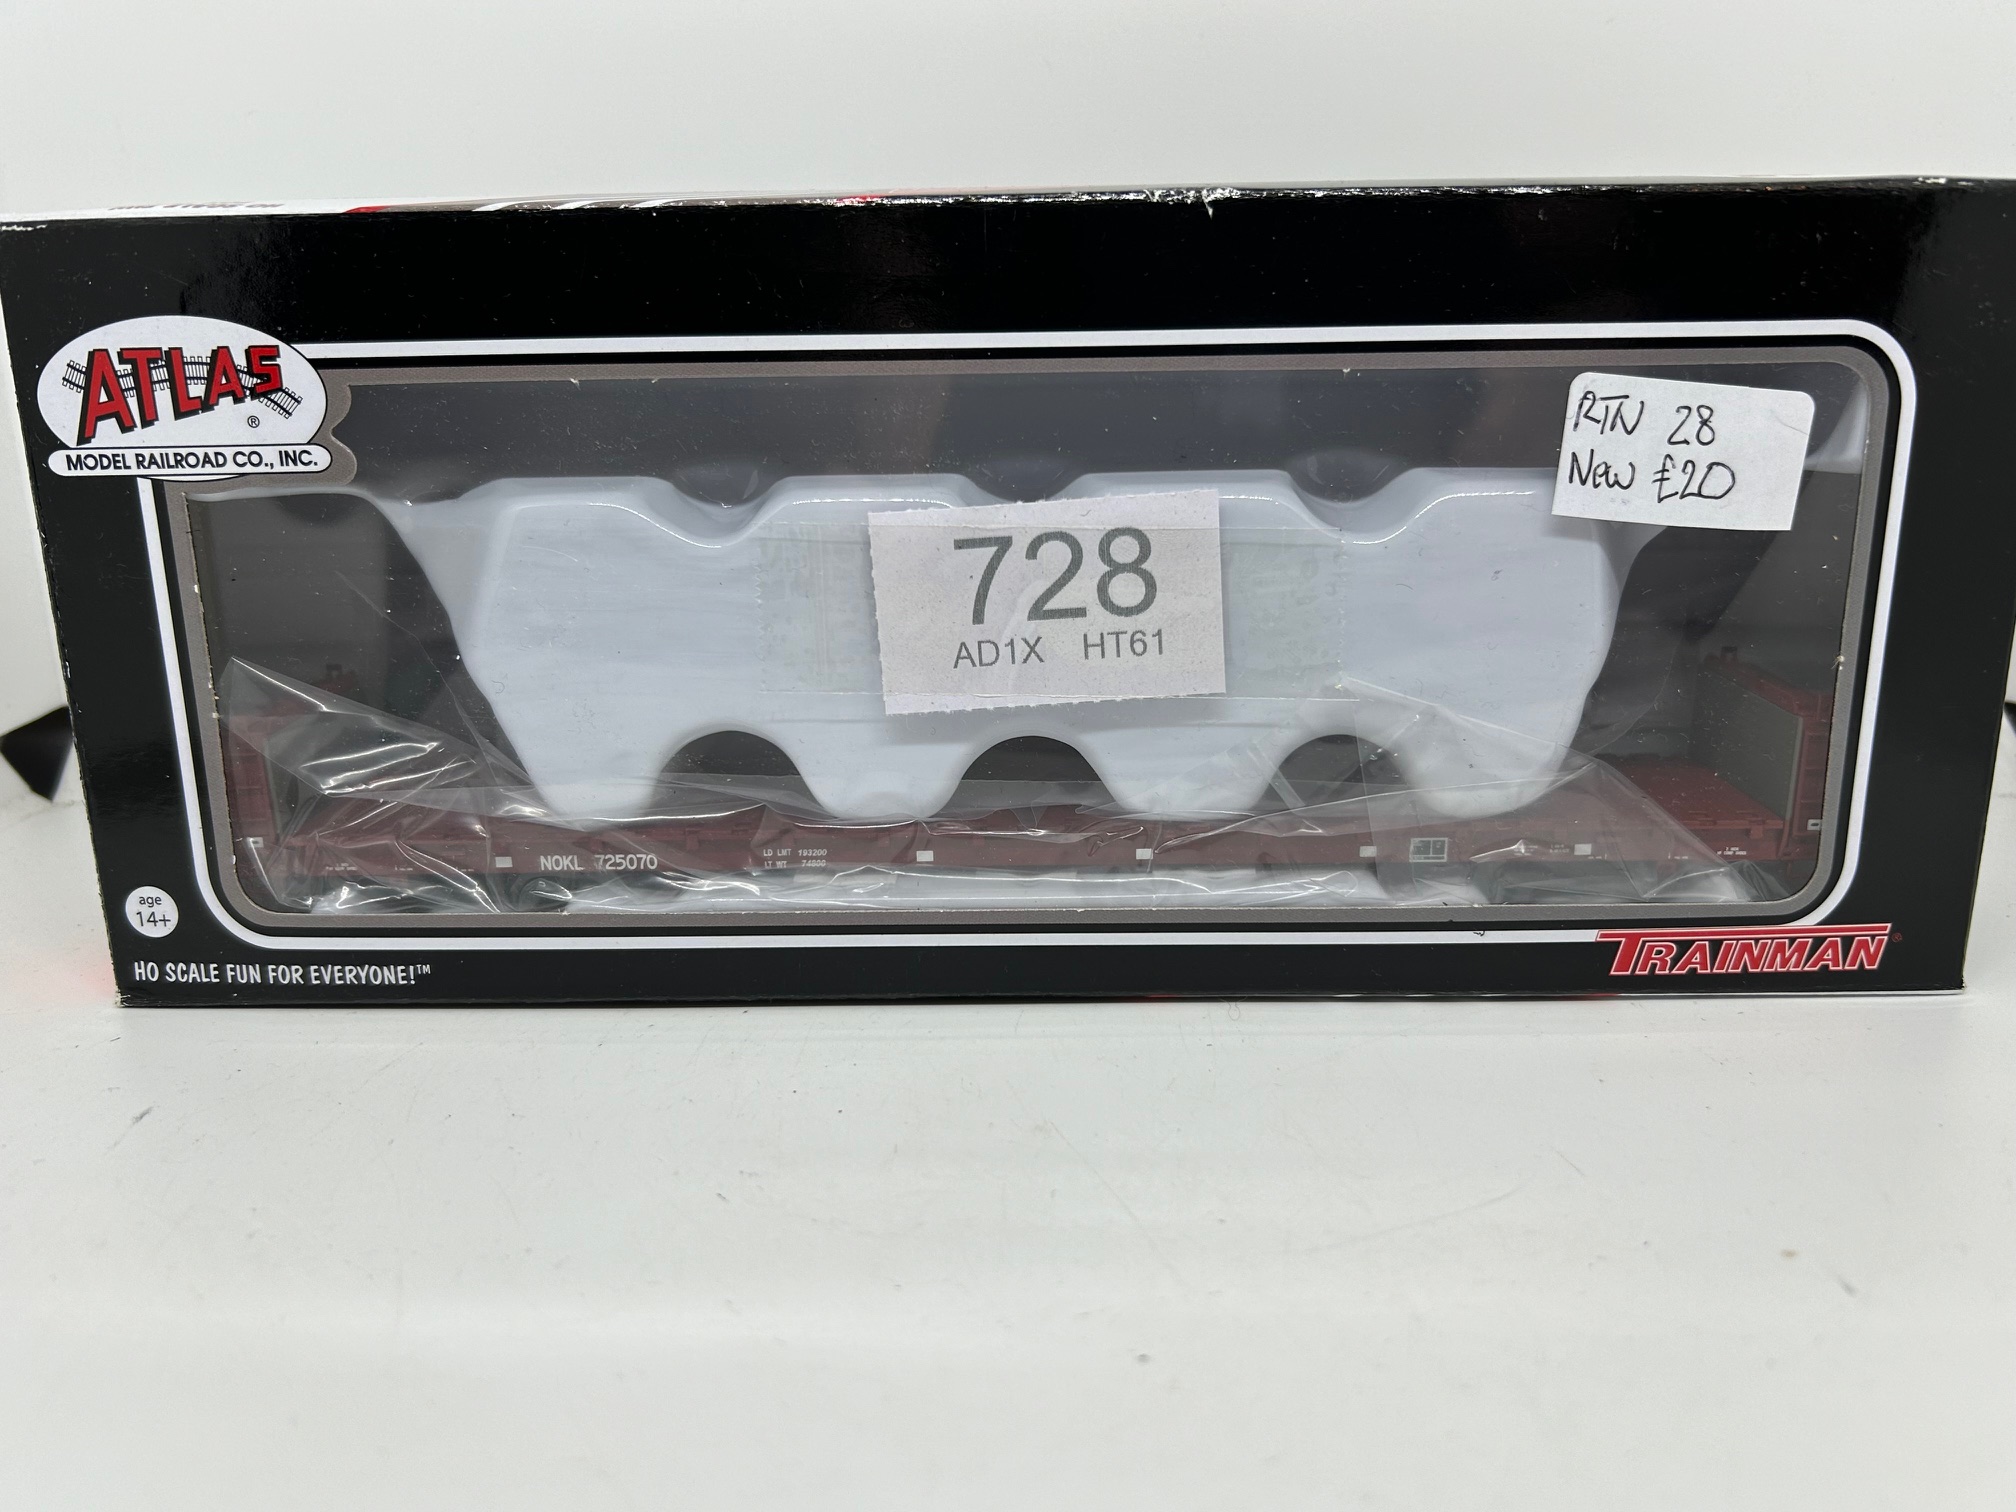 ATLAS
®
MODEL RAILROAD CO., INC.
RTN 28
New £20
728
AD1X HT61
NOKL 725070
LD LMT 193200
LT WT 74800
age
14+
HO SCALE FUN FOR EVERYONE!™
TRAINMAN®